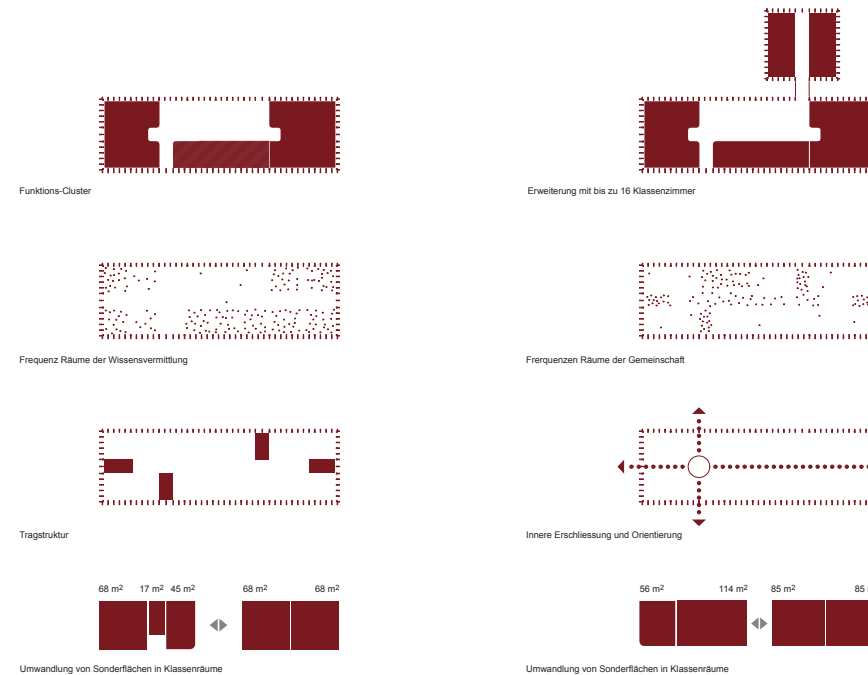 Funktions-Cluster
Erweiterung mit bis zu 16 Klassenzimmer
Frequenz Räume der Wissensvermittlung
Frerquenzen Räume der Gemeinschaft
Tragstruktur
Innere Erschliessung und Orientierung
68 m² 17 m² 45 m² 68 m² 68 m²
56 m² 114 m² 85 m² 85
Umwandlung von Sonderflächen in Klassenräume
Umwandlung von Sonderflächen in Klassenräume